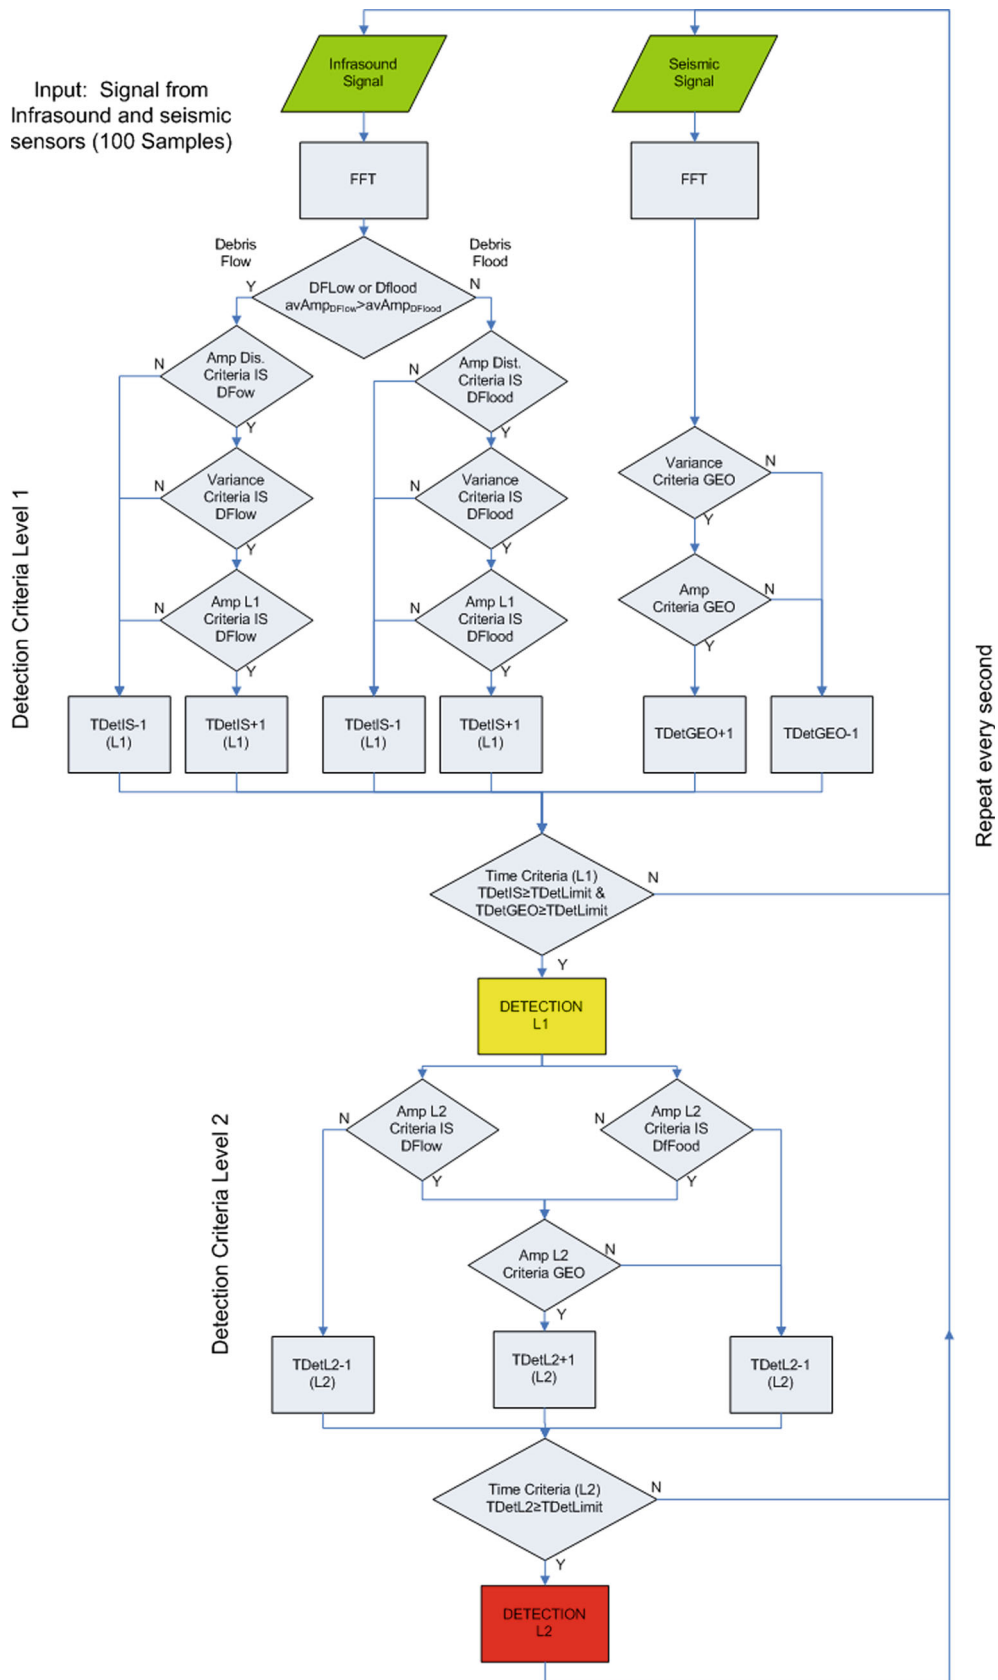 Infrasound
Signal
Seismic
Signal
Input: Signal from
Infrasound and seismic
sensors (100 Samples)
FFT
FFT
Debris
Flow
Debris
Flood
Y
N
DFLow or Dflood
avAmpDFlow>avAmpDFlood
N
Amp Dis.
Criteria IS
DFow
Y
N
Amp Dist.
Criteria IS
DFlood
Y
N
Variance
Criteria IS
DFlow
Y
N
Variance
Criteria IS
DFlood
Y
Variance
Criteria GEO
N
Y
N
Amp L1
Criteria IS
DFlow
Y
N
Amp L1
Criteria IS
DFlood
Y
Amp
Criteria GEO
N
Y
Detection Criteria Level 1
TDetIS-1
(L1)
TDetIS+1
(L1)
TDetIS-1
(L1)
TDetIS+1
(L1)
TDetGEO+1
TDetGEO-1
Repeat every second
Time Criteria (L1)
TDetIS≥TDetLimit &
TDetGEO≥TDetLimit
N
Y
DETECTION
L1
Detection Criteria Level 2
N
Amp L2
Criteria IS
DFlow
Y
N
Amp L2
Criteria IS
DfFood
Y
Amp L2
Criteria GEO
N
Y
TDetL2-1
(L2)
TDetL2+1
(L2)
TDetL2-1
(L2)
Time Criteria (L2)
TDetL2≥TDetLimit
N
Y
DETECTION
L2